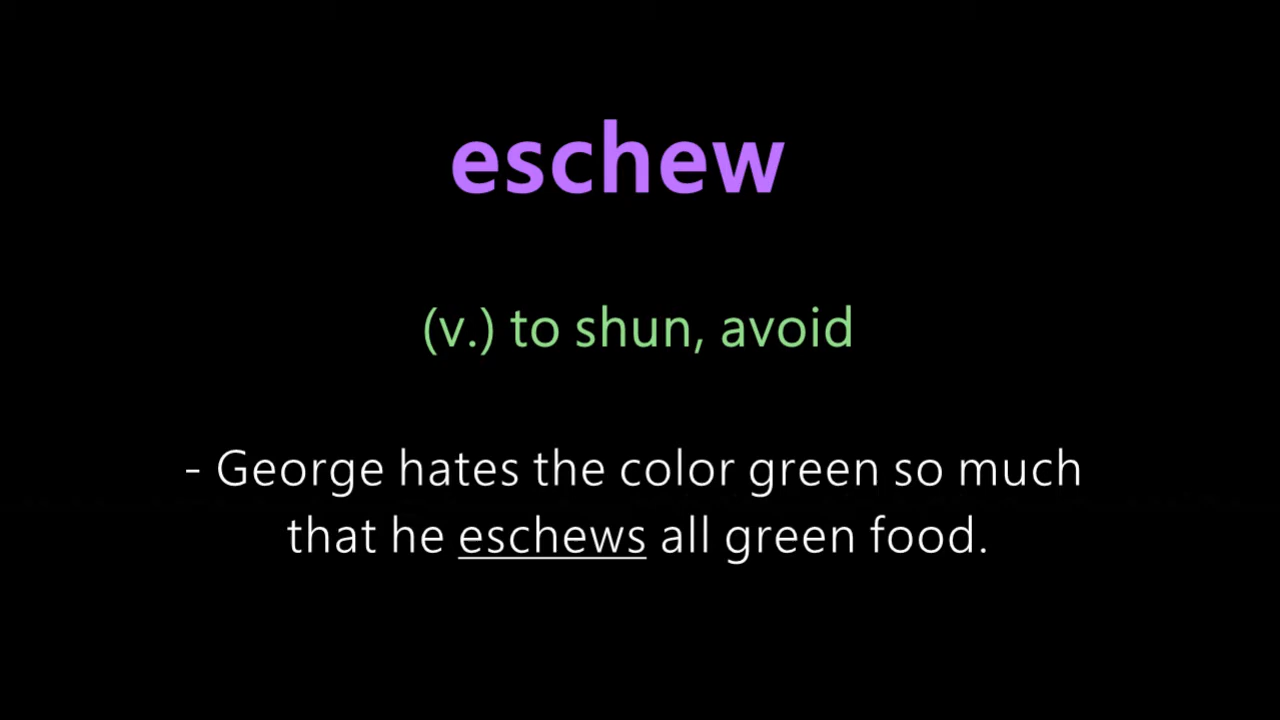 eschew
(v.) to shun, avoid
- George hates the color green so much
that he eschews all green food.